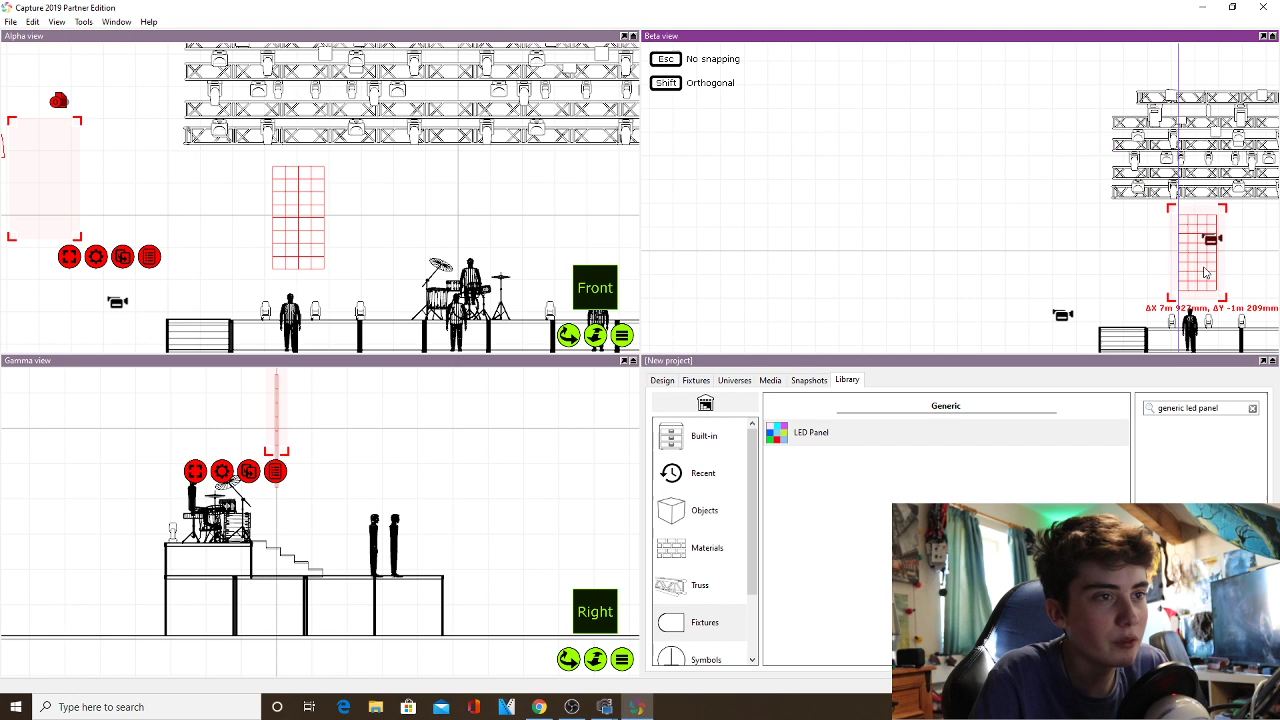 Capture 2019 Partner Edition
File Edit View Tools Window Help
Alpha view
Front
Beta view
Esc No snapping
Shift Orthogonal
ΔX 7m 927mm, ΔY -1m 209mm
Gamma view
Right
[New project]
Design Fixtures Universes Media Snapshots Library
Built-in
Recent
Objects
Materials
Truss
Fixtures
Symbols
Generic
LED Panel
generic led panel
Type here to search